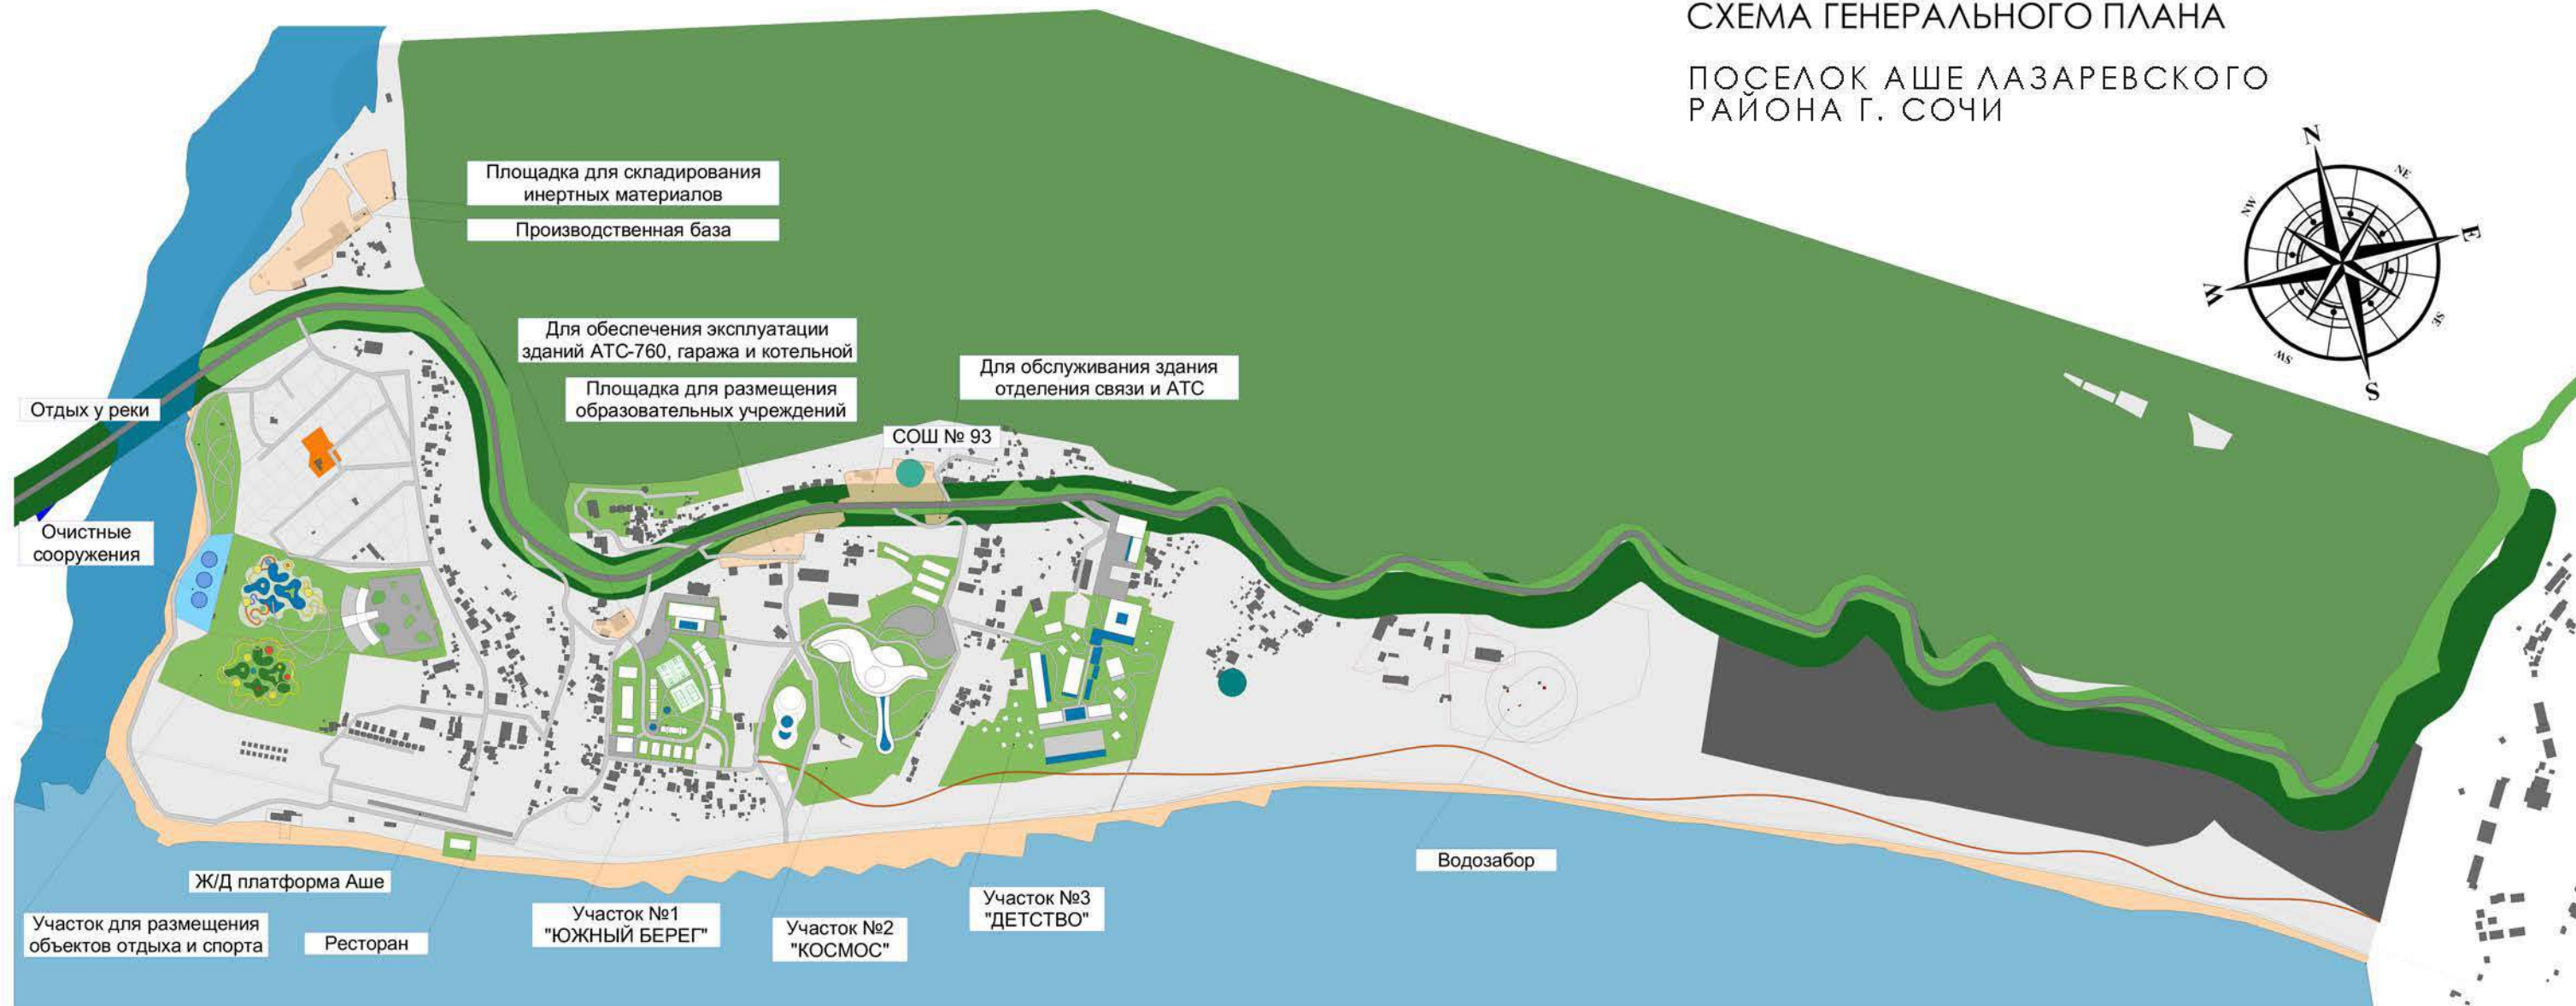 СХЕМА ГЕНЕРАЛЬНОГО ПЛАНА
ПОСЕЛОК АШЕ ЛАЗАРЕВСКОГО
РАЙОНА Г. СОЧИ
N
NE
E
SE
S
SW
W
NW
Площадка для складирования
инертных материалов
Производственная база
Для обеспечения эксплуатации
зданий АТС-760, гаража и котельной
Площадка для размещения
образовательных учреждений
Для обслуживания здания
отделения связи и АТС
СОШ № 93
Отдых у реки
Очистные
сооружения
Ж/Д платформа Аше
Участок для размещения
объектов отдыха и спорта
Ресторан
Участок №1
"ЮЖНЫЙ БЕРЕГ"
Участок №2
"КОСМОС"
Участок №3
"ДЕТСТВО"
Водозабор